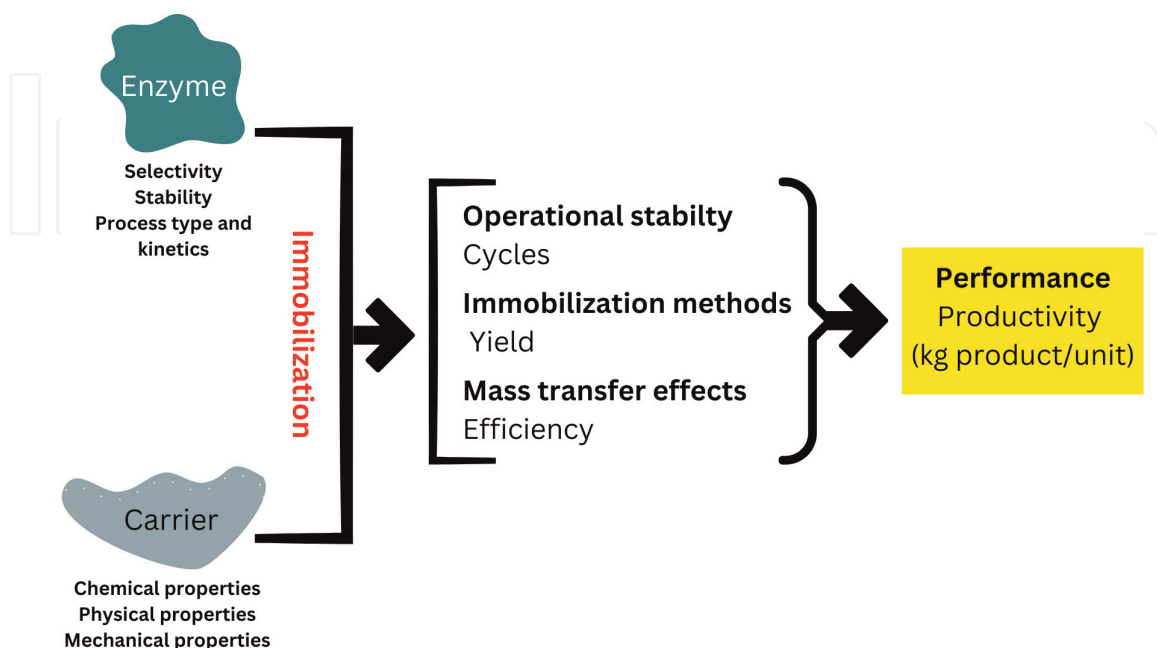 Enzyme
Selectivity
Stability
Process type and
kinetics
Immobilization
Carrier
Chemical properties
Physical properties
Mechanical properties
Operational stabilty
Cycles
Immobilization methods
Yield
Mass transfer effects
Efficiency
Performance
Productivity
(kg product/unit)